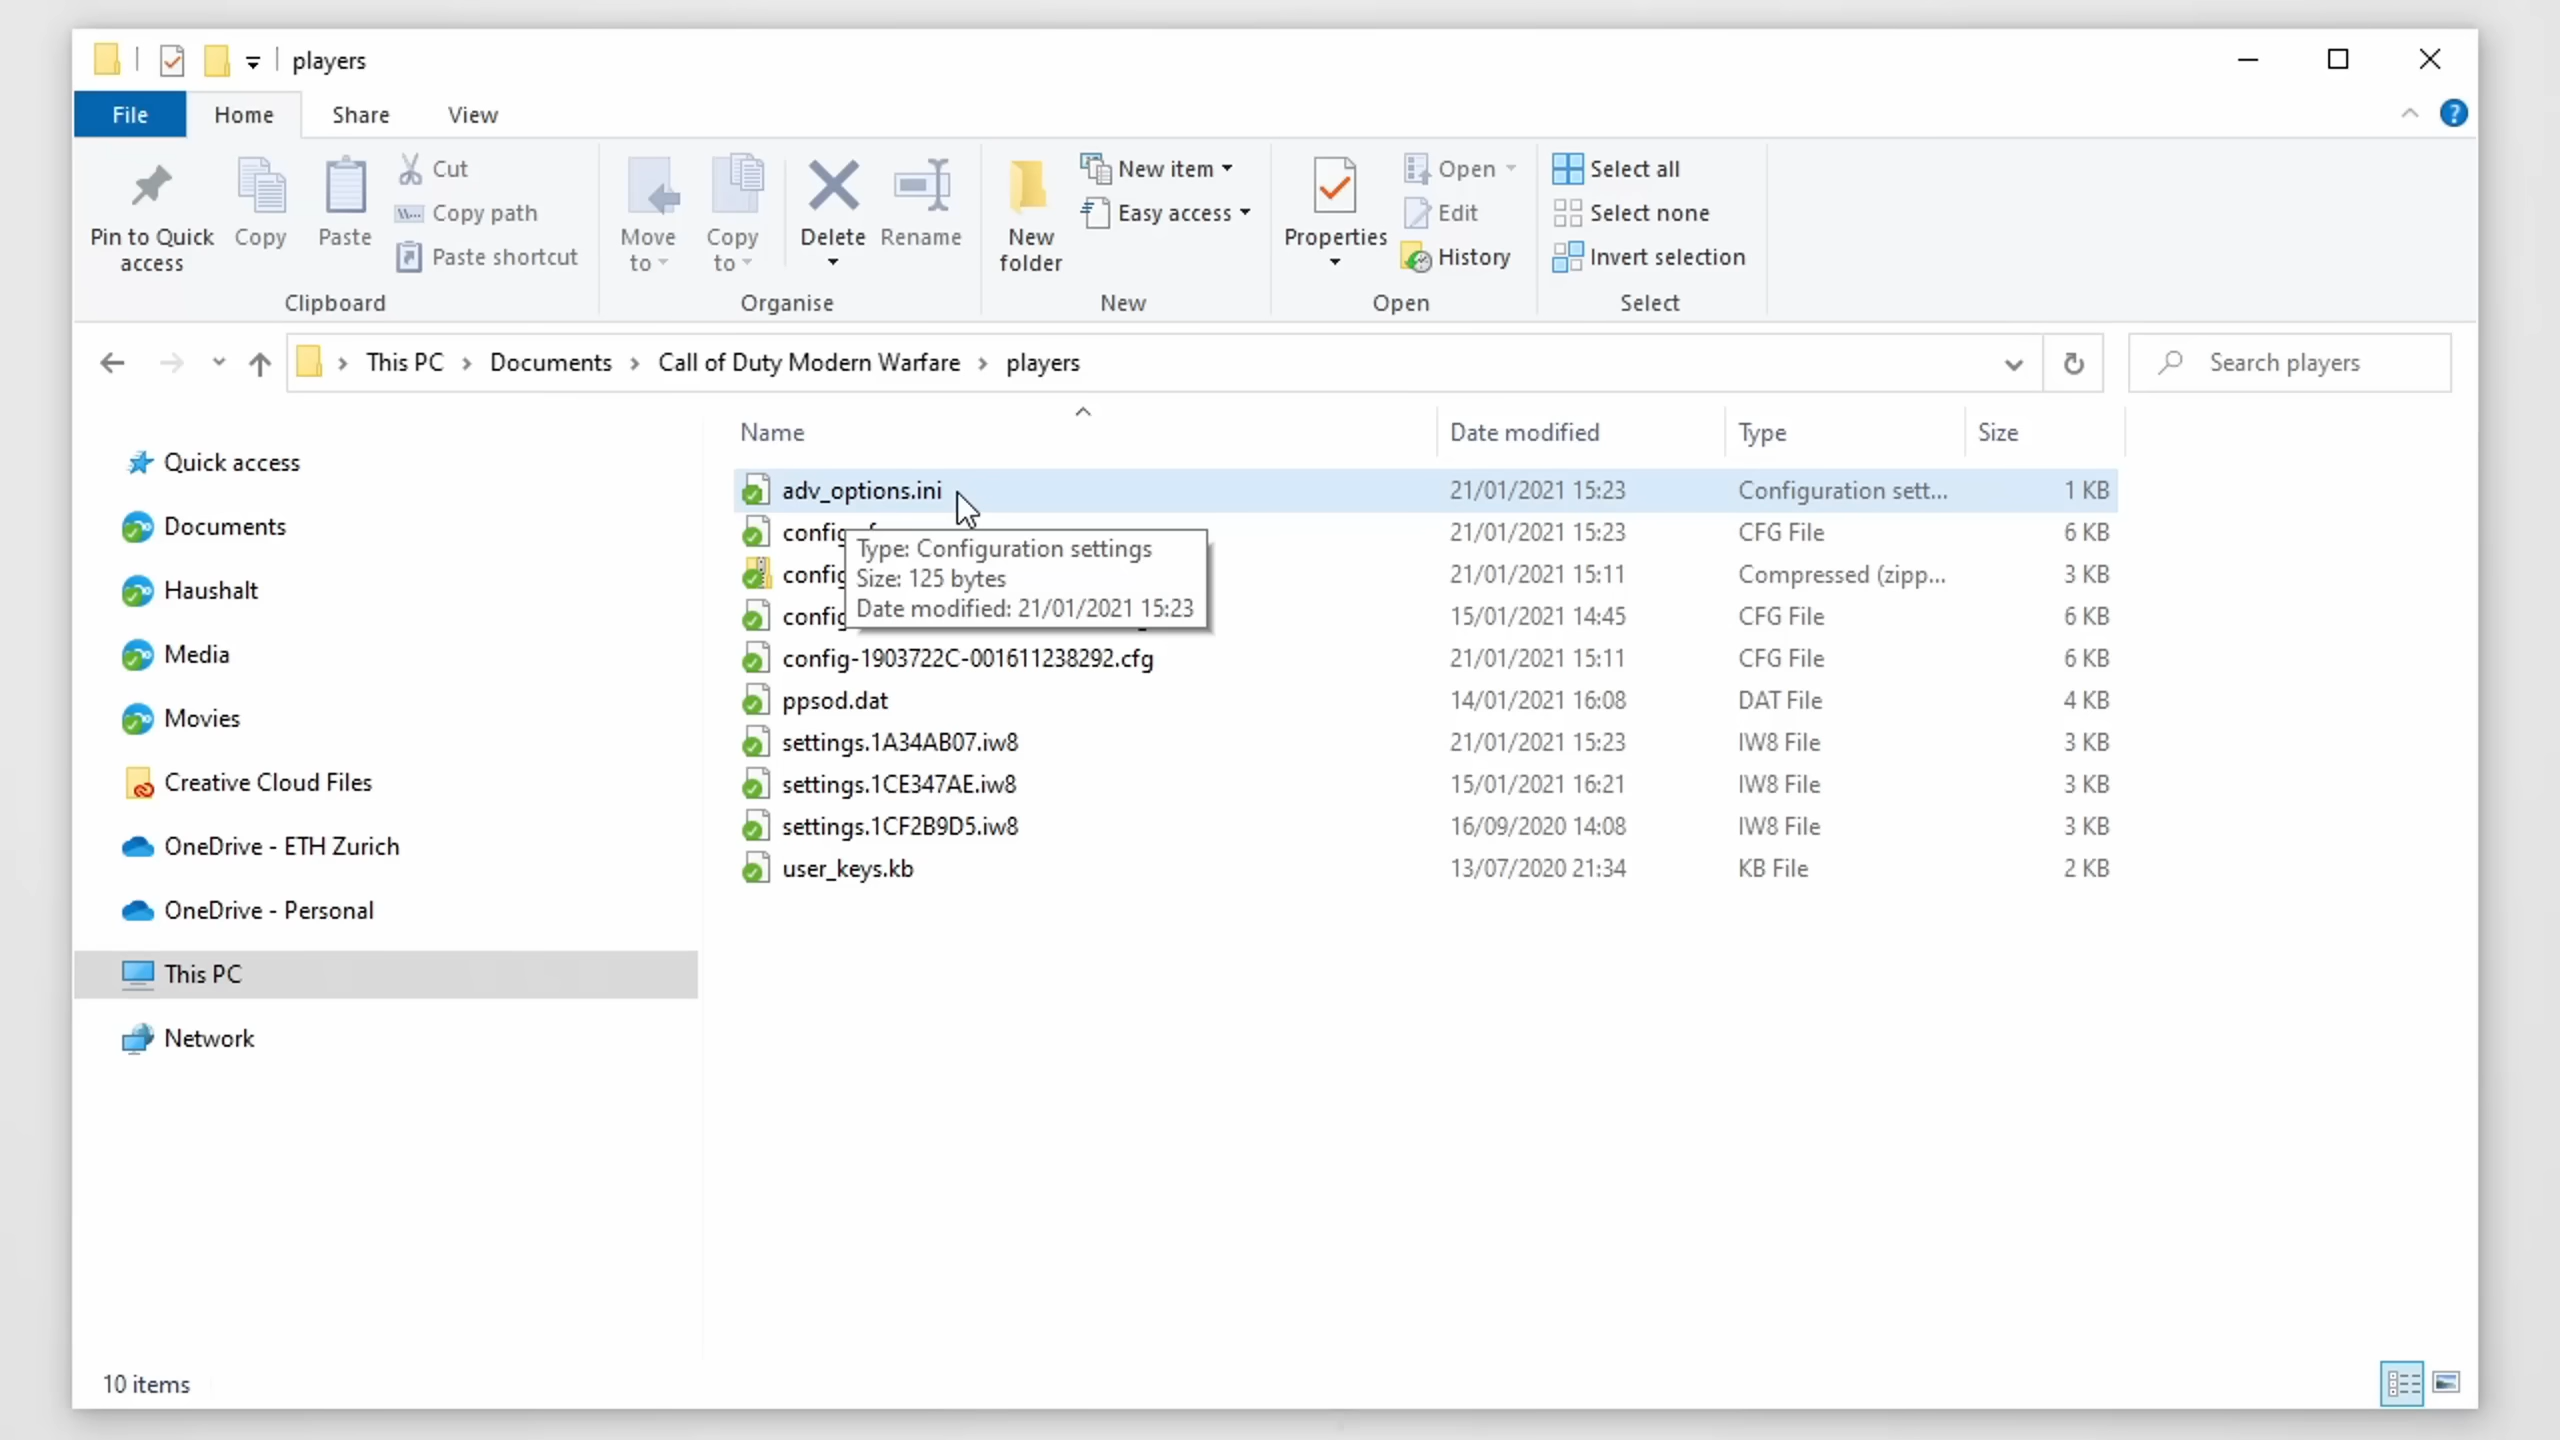 players
File Home Share View
Pin to Quick access
Copy
Paste
Cut
Copy path
Paste shortcut
Clipboard
Move to
Copy to
Delete
Rename
Organise
New folder
New item
Easy access
New
Properties
Open
Edit
History
Open
Select all
Select none
Invert selection
Select
This PC > Documents > Call of Duty Modern Warfare > players
Search players
Quick access
Documents
Haushalt
Media
Movies
Creative Cloud Files
OneDrive - ETH Zurich
OneDrive - Personal
This PC
Network
Name Date modified Type Size
adv_options.ini 21/01/2021 15:23 Configuration sett... 1 KB
config 21/01/2021 15:23 CFG File 6 KB
config 21/01/2021 15:11 Compressed (zipp... 3 KB
config 15/01/2021 14:45 CFG File 6 KB
Type: Configuration settings
Size: 125 bytes
Date modified: 21/01/2021 15:23
config-1903722C-001611238292.cfg 21/01/2021 15:11 CFG File 6 KB
ppsod.dat 14/01/2021 16:08 DAT File 4 KB
settings.1A34AB07.iw8 21/01/2021 15:23 IW8 File 3 KB
settings.1CE347AE.iw8 15/01/2021 16:21 IW8 File 3 KB
settings.1CF2B9D5.iw8 16/09/2020 14:08 IW8 File 3 KB
user_keys.kb 13/07/2020 21:34 KB File 2 KB
10 items